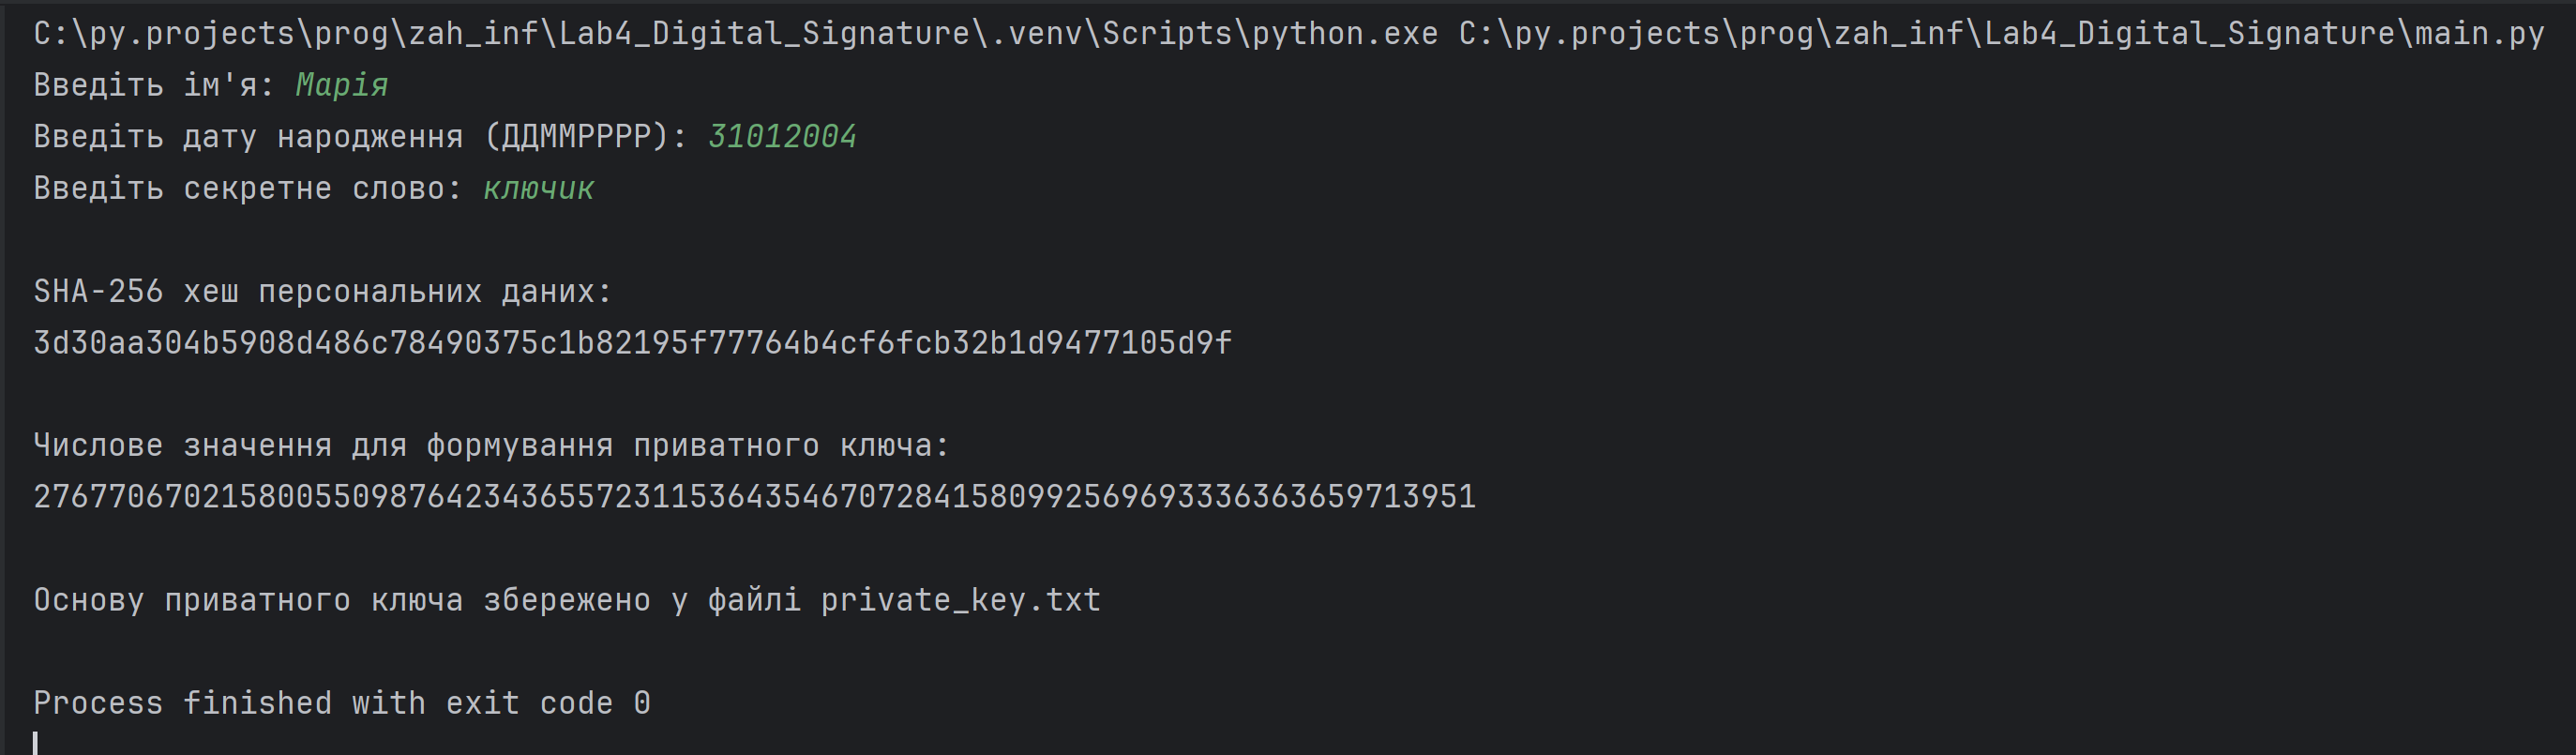 C:\py.projects\prog\zah_inf\Lab4_Digital_Signature\.venv\Scripts\python.exe C:\py.projects\prog\zah_inf\Lab4_Digital_Signature\main.py
Введіть ім'я: Марія
Введіть дату народження (ДДММРРРР): 31012004
Введіть секретне слово: ключик
SHA-256 хеш персональних даних:
3d30aa304b5908d486c78490375c1b82195f77764b4cf6fcb32b1d9477105d9f
Числове значення для формування приватного ключа:
27677067021580055098764234365572311536435467072841580992569693336363659713951
Основу приватного ключа збережено у файлі private_key.txt
Process finished with exit code 0